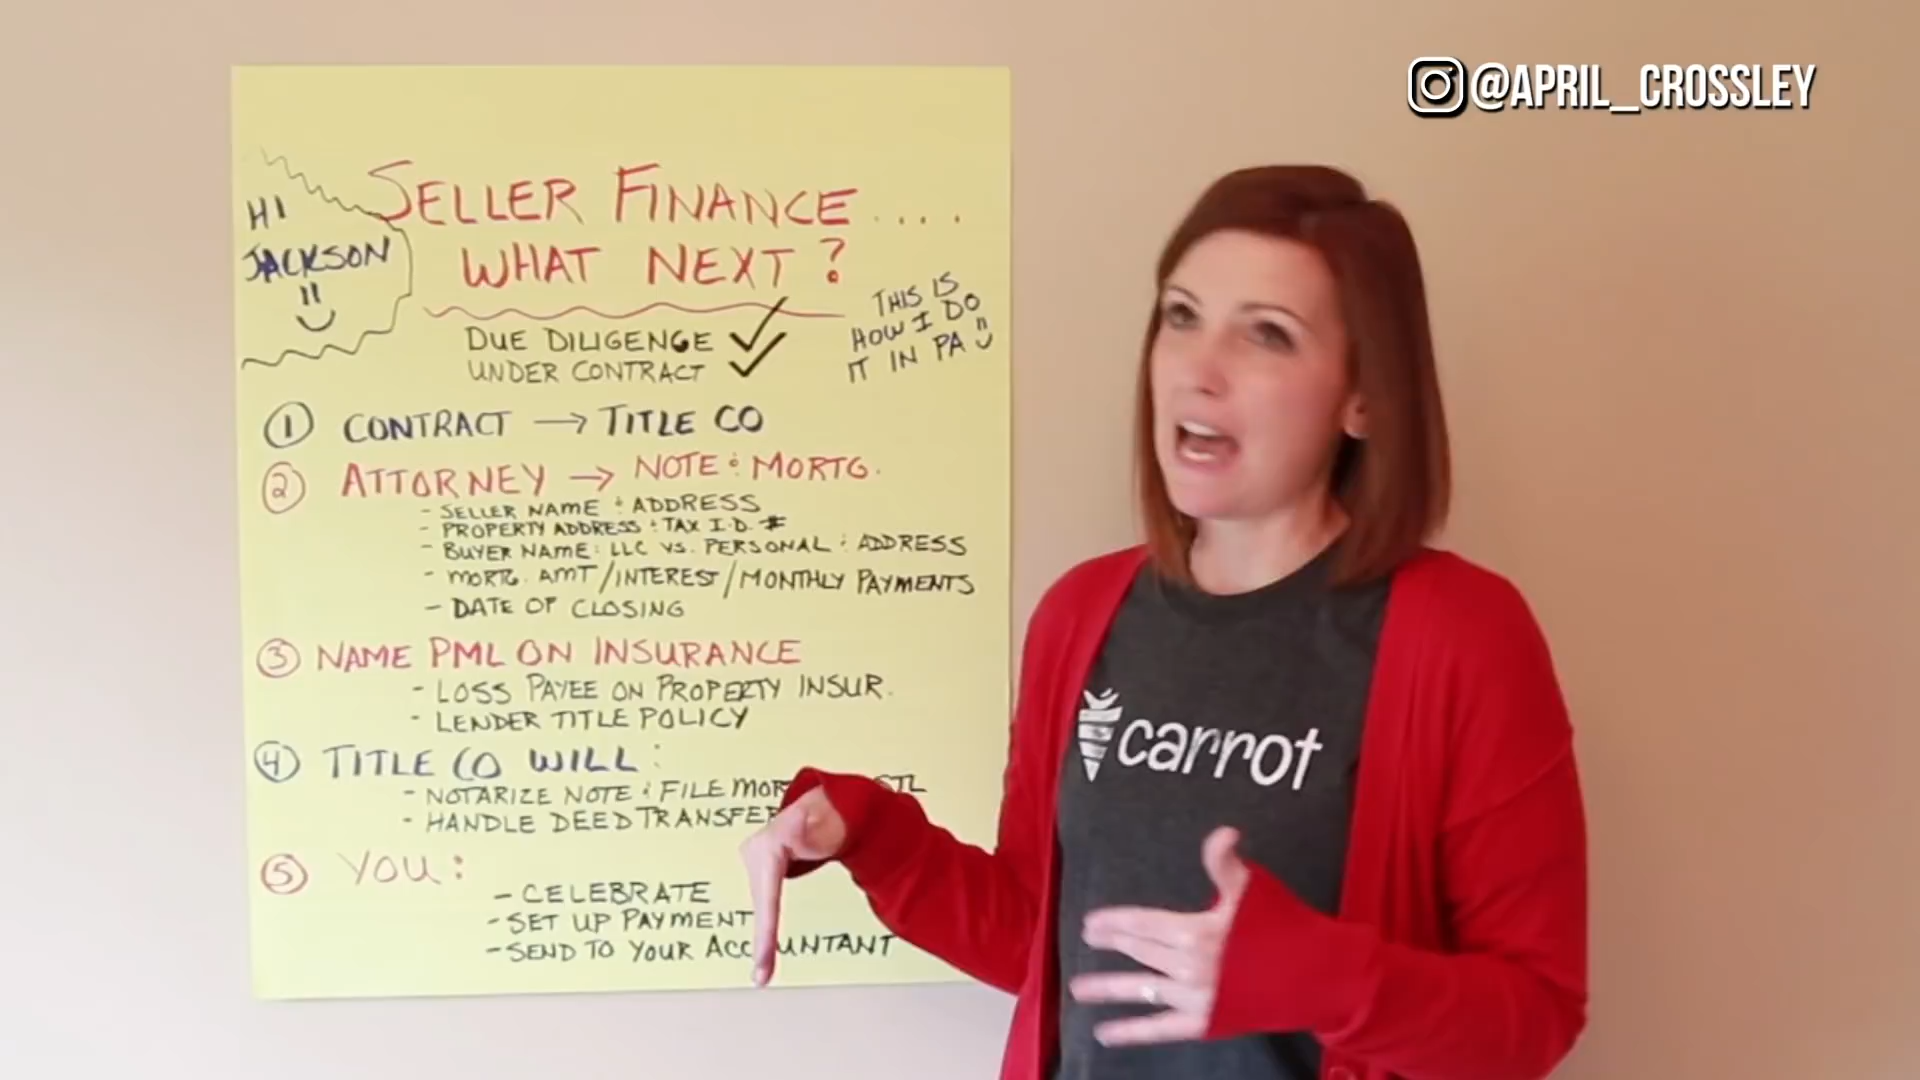 @APRIL_CROSSLEY
HI
JACKSON
SELLER FINANCE....
WHAT NEXT?
THIS IS
HOW I DO
IT IN PA
DUE DILIGENCE
UNDER CONTRACT
1 CONTRACT → TITLE CO
2 ATTORNEY → NOTE & MORTG.
- SELLER NAME + ADDRESS
- PROPERTY ADDRESS + TAX I.D. #
- BUYER NAME: LLC VS. PERSONAL & ADDRESS
- MORTG. AMT/INTEREST/MONTHLY PAYMENTS
- DATE OF CLOSING
3 NAME PML ON INSURANCE
- LOSS PAYEE ON PROPERTY INSUR.
- LENDER TITLE POLICY
4 TITLE CO WILL:
- NOTARIZE NOTE & FILE
- HANDLE DEED TRANSFER
5 YOU:
- CELEBRATE
- SET UP PAYMENT
- SEND TO YOUR ACCOUNTANT
carrot